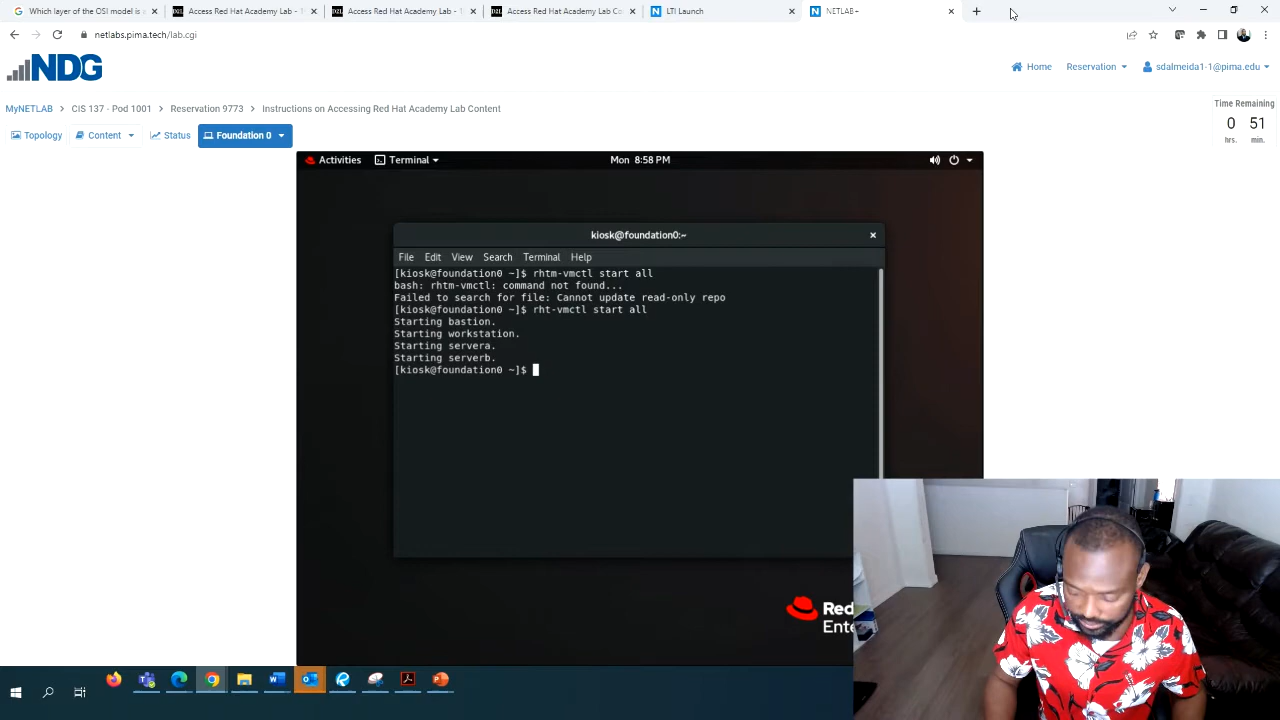 Which layer of the OSI model is a
DZL Access Red Hat Academy Lab - 1
DZL Access Red Hat Academy Lab - 1
DZL Access Red Hat Academy Lab Co
N LTI Launch
N NETLAB+
netlabs.pima.tech/lab.cgi
NDG
Home
Reservation
sdalmeida1-1@pima.edu
MyNETLAB
CIS 137 - Pod 1001
Reservation 9773
Instructions on Accessing Red Hat Academy Lab Content
Time Remaining
0 51
hrs. min.
Topology
Content
Status
Foundation 0
Activities
Terminal
Mon 8:58 PM
kiosk@foundation0:~
File Edit View Search Terminal Help
[kiosk@foundation0 ~]$ rhtm-vmctl start all
bash: rhtm-vmctl: command not found...
Failed to search for file: Cannot update read-only repo
[kiosk@foundation0 ~]$ rht-vmctl start all
Starting bastion.
Starting workstation.
Starting servera.
Starting serverb.
[kiosk@foundation0 ~]$
Red
Ente